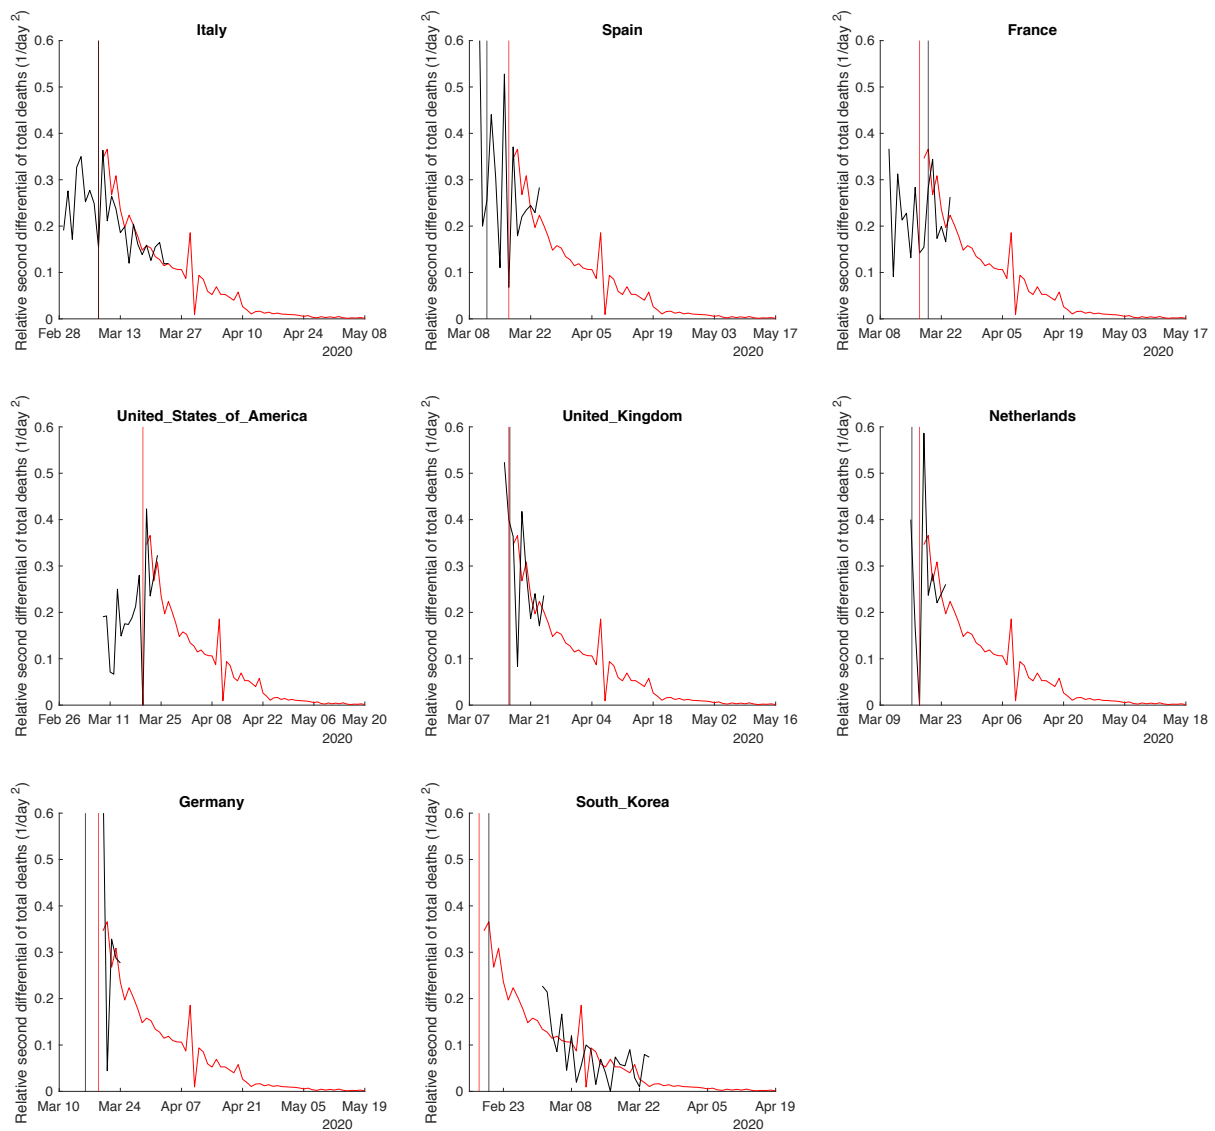 Italy
Relative second differential of total deaths (1/day 2)
0.6
0.5
0.4
0.3
0.2
0.1
0
Feb 28 Mar 13 Mar 27 Apr 10 Apr 24 May 08
2020
Spain
Relative second differential of total deaths (1/day 2)
0.6
0.5
0.4
0.3
0.2
0.1
0
Mar 08 Mar 22 Apr 05 Apr 19 May 03 May 17
2020
France
Relative second differential of total deaths (1/day 2)
0.6
0.5
0.4
0.3
0.2
0.1
0
Mar 08 Mar 22 Apr 05 Apr 19 May 03 May 17
2020
United_States_of_America
Relative second differential of total deaths (1/day 2)
0.6
0.5
0.4
0.3
0.2
0.1
0
Feb 26 Mar 11 Mar 25 Apr 08 Apr 22 May 06 May 20
2020
United_Kingdom
Relative second differential of total deaths (1/day 2)
0.6
0.5
0.4
0.3
0.2
0.1
0
Mar 07 Mar 21 Apr 04 Apr 18 May 02 May 16
2020
Netherlands
Relative second differential of total deaths (1/day 2)
0.6
0.5
0.4
0.3
0.2
0.1
0
Mar 09 Mar 23 Apr 06 Apr 20 May 04 May 18
2020
Germany
Relative second differential of total deaths (1/day 2)
0.6
0.5
0.4
0.3
0.2
0.1
0
Mar 10 Mar 24 Apr 07 Apr 21 May 05 May 19
2020
South_Korea
Relative second differential of total deaths (1/day 2)
0.6
0.5
0.4
0.3
0.2
0.1
0
Feb 23 Mar 08 Mar 22 Apr 05 Apr 19
2020